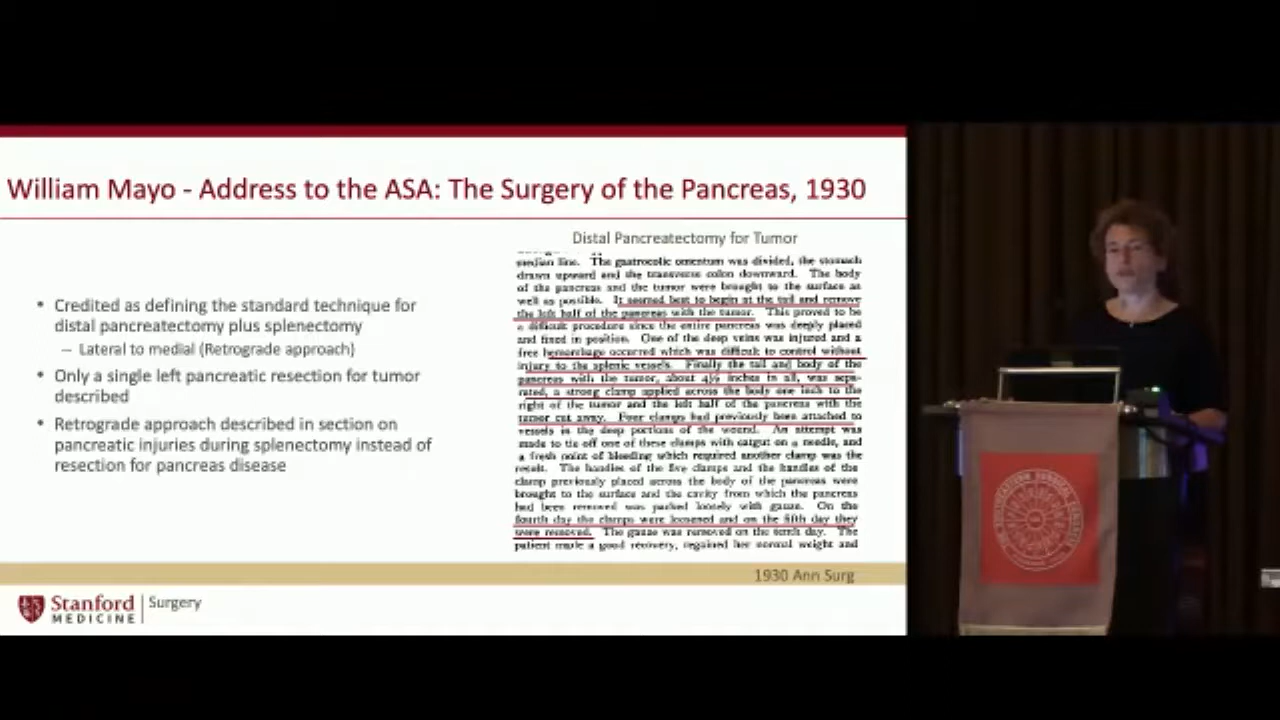 William Mayo - Address to the ASA: The Surgery of the Pancreas, 1930
• Credited as defining the standard technique for
distal pancreatectomy plus splenectomy
– Lateral to medial (Retrograde approach)
• Only a single left pancreatic resection for tumor
described
• Retrograde approach described in section on
pancreatic injuries during splenectomy instead of
resection for pancreas disease
Distal Pancreatectomy for Tumor
median line. The gastrocolic omentum was divided, the stomach
drawn upward and the transverse colon downward. The body
of the pancreas and the tumor were brought to the surface as
well as possible. It seemed best to begin at the tail and remove
the left half of the pancreas with the tumor. This proved to be
a difficult procedure since the entire pancreas was deeply placed
and fixed in position. One of the deep veins was injured and a
free hemorrhage occurred which was difficult to control without
injury to the splenic vessels. Finally the tail and body of the
pancreas with the tumor, about 4½ inches in all, was sepa-
rated, a strong clamp applied across the body one inch to the
right of the tumor and the left half of the pancreas with the
tumor cut away. Four clamps had previously been attached to
vessels in the deep portions of the wound. An attempt was
made to tie off one of these clamps with catgut on a needle, and
a fresh point of bleeding which required another clamp was the
result. The handles of the five clamps and the handles of the
clamp previously placed across the body of the pancreas were
brought to the surface and the cavity from which the pancreas
had been removed was packed loosely with gauze. On the
fourth day the clamps were loosened and on the fifth day they
were removed. The gauze was removed on the tenth day. The
patient made a good recovery, regained her normal weight and
1930 Ann Surg
Stanford
MEDICINE
Surgery